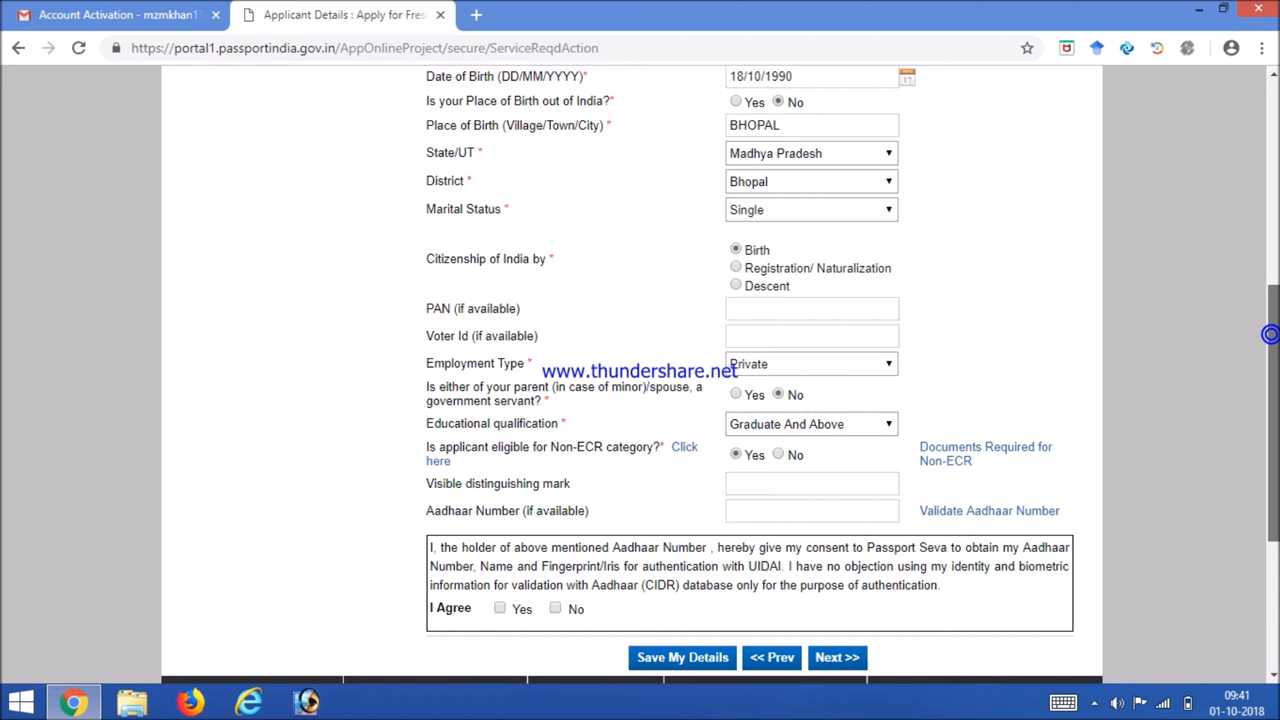 Account Activation - mzmkhan1
Applicant Details : Apply for Fres
https://portal1.passportindia.gov.in/AppOnlineProject/secure/ServiceReqdAction
Date of Birth (DD/MM/YYYY)* 18/10/1990
Is your Place of Birth out of India?* Yes No
Place of Birth (Village/Town/City) * BHOPAL
State/UT * Madhya Pradesh
District * Bhopal
Marital Status * Single
Citizenship of India by * Birth
Registration/ Naturalization
Descent
PAN (if available)
Voter Id (if available)
Employment Type * Private
www.thundershare.net
Is either of your parent (in case of minor)/spouse, a
government servant? * Yes No
Educational qualification * Graduate And Above
Is applicant eligible for Non-ECR category?* Click
here Yes No
Documents Required for
Non-ECR
Visible distinguishing mark
Aadhaar Number (if available) Validate Aadhaar Number
I, the holder of above mentioned Aadhaar Number , hereby give my consent to Passport Seva to obtain my Aadhaar
Number, Name and Fingerprint/Iris for authentication with UIDAI. I have no objection using my identity and biometric
information for validation with Aadhaar (CIDR) database only for the purpose of authentication.
I Agree Yes No
Save My Details << Prev Next >>
09:41
01-10-2018